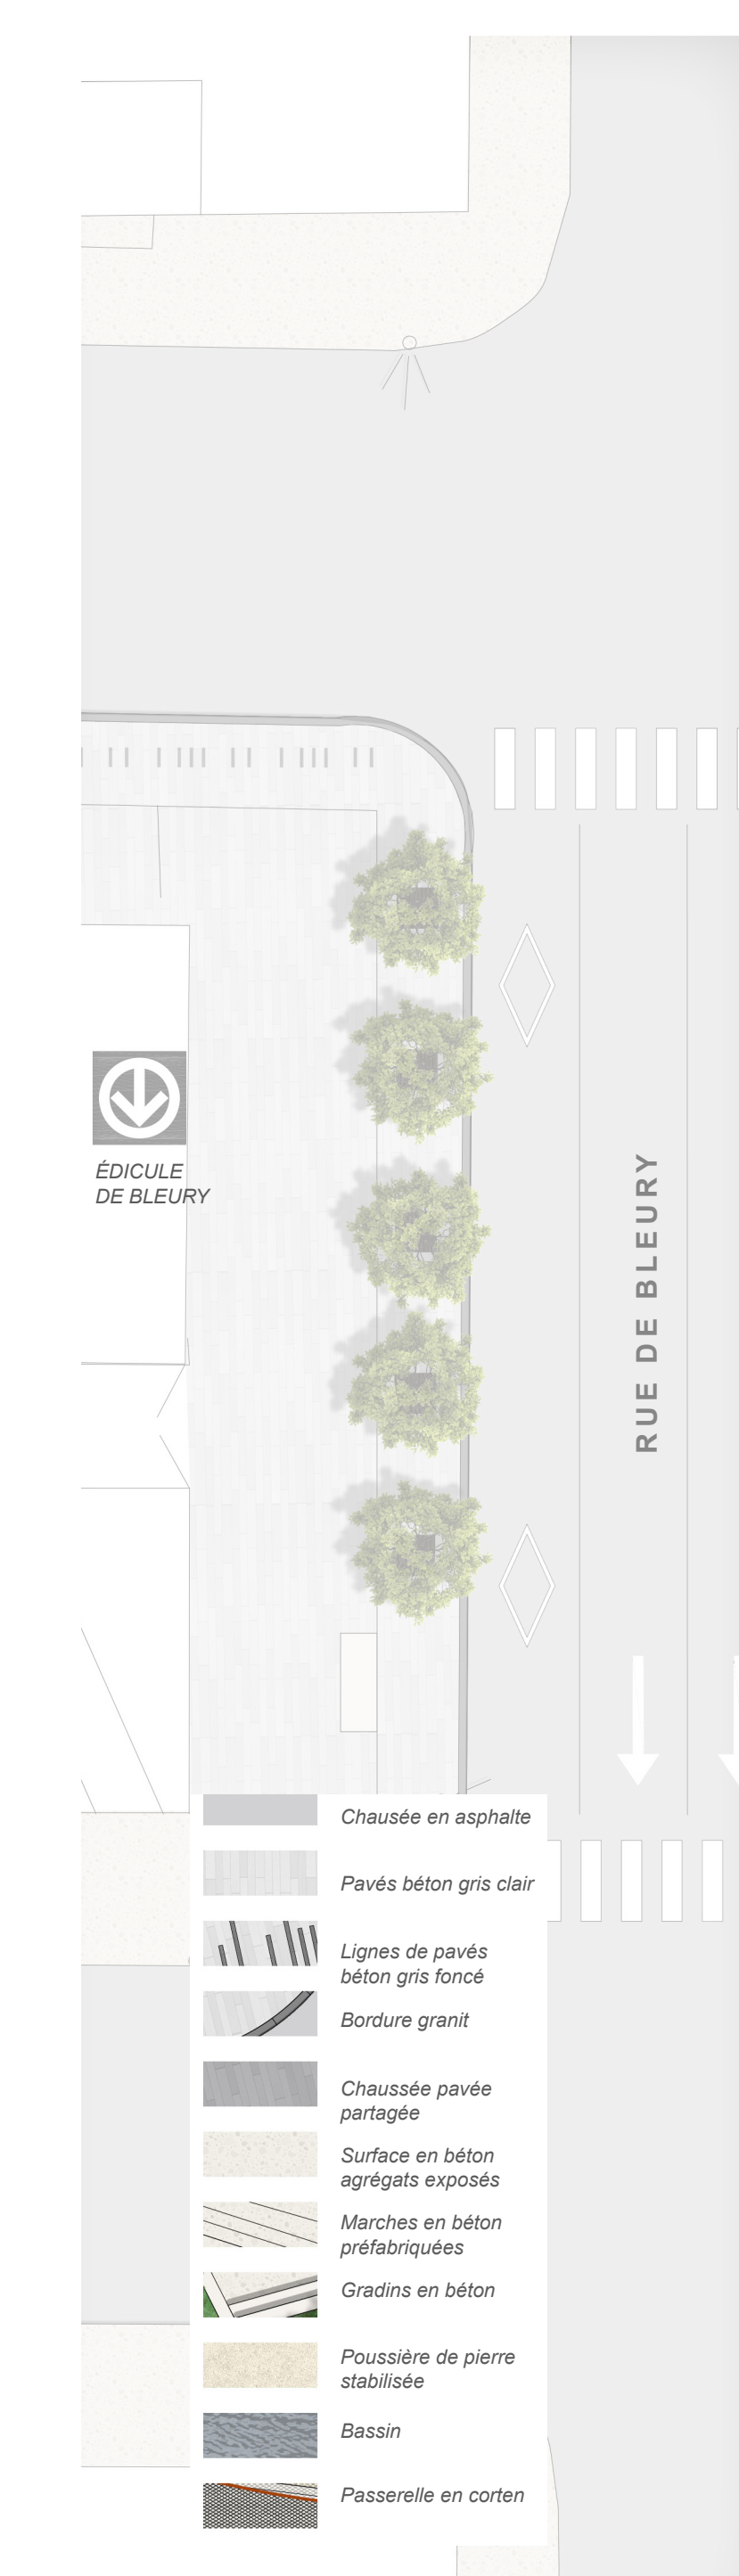 ÉDICULE
DE BLEURY
RUE DE BLEURY
Chausée en asphalte
Pavés béton gris clair
Lignes de pavés
béton gris foncé
Bordure granit
Chaussée pavée
partagée
Surface en béton
agrégats exposés
Marches en béton
préfabriquées
Gradins en béton
Poussière de pierre
stabilisée
Bassin
Passerelle en corten